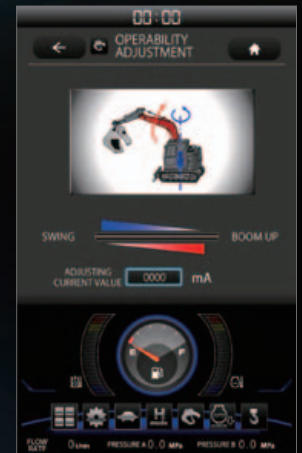 00:00
OPERABILITY
ADJUSTMENT
SWING
BOOM UP
ADJUSTING
CURRENT VALUE 0000 mA
E F
H
FLOW
RATE 0 L/min PRESSURE A 0.0 MPa PRESSURE B 0.0 MPa